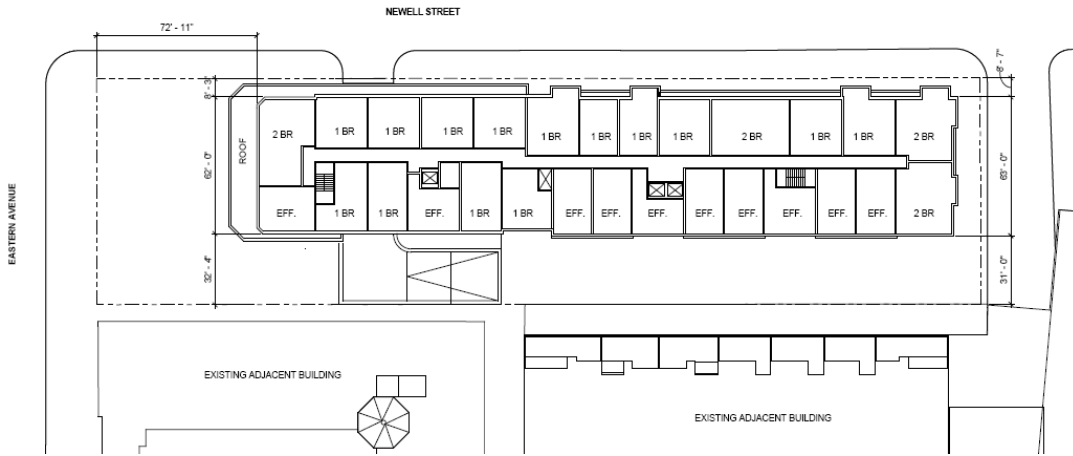 NEWELL STREET
72' - 11"
8' - 3"
6' - 7"
2 BR
1 BR
1 BR
1 BR
1 BR
1 BR
1 BR
1 BR
1 BR
2 BR
1 BR
1 BR
2 BR
ROOF
62' - 0"
63' - 0"
EFF.
1 BR
1 BR
EFF.
1 BR
1 BR
EFF.
EFF.
EFF.
EFF.
EFF.
EFF.
EFF.
EFF.
2 BR
EASTERN AVENUE
32' - 4"
31' - 0"
EXISTING ADJACENT BUILDING
EXISTING ADJACENT BUILDING